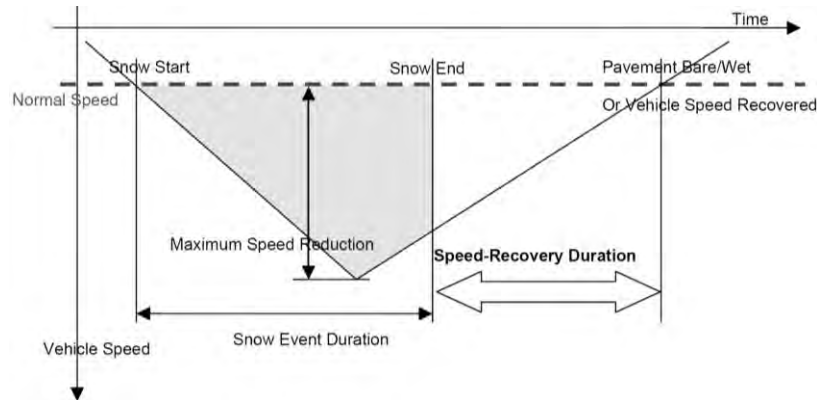 Time
Snow Start
Snow End
Pavement Bare/Wet
Normal Speed
Or Vehicle Speed Recovered
Maximum Speed Reduction
Speed-Recovery Duration
Snow Event Duration
Vehicle Speed